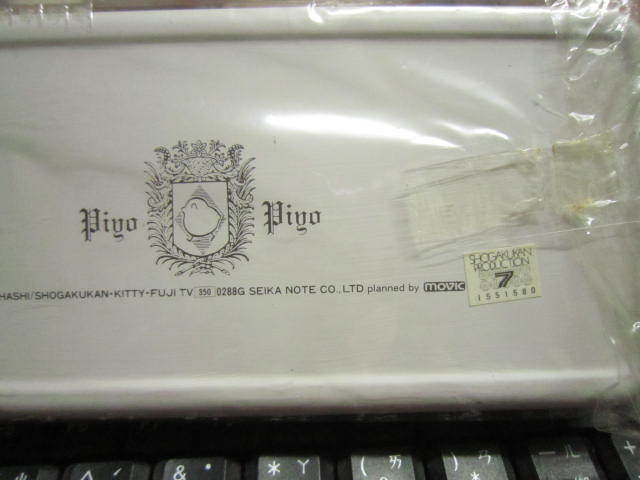 Piyo Piyo
HASHI/SHOGAKUKAN·KITTY·FUJI TV 350 0288G SEIKA NOTE CO.,LTD planned by movic
SHOGAKUKAN
PRODUCTION
7
1551580
^ & * Y (